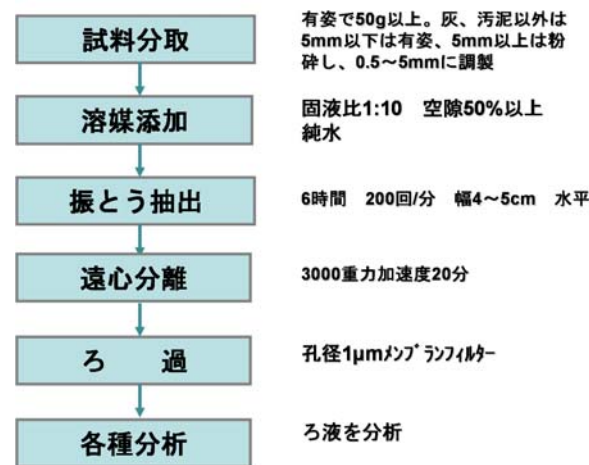 試料分取
有姿で50g以上。灰、汚泥以外は
5mm以下は有姿、5mm以上は粉
砕し、0.5～5mmに調製
溶媒添加
固液比1:10　空隙50%以上
純水
振とう抽出
6時間　200回/分　幅4～5cm　水平
遠心分離
3000重力加速度20分
ろ　　過
孔径1μmﾒﾝﾌﾞﾗﾝﾌｨﾙﾀｰ
各種分析
ろ液を分析